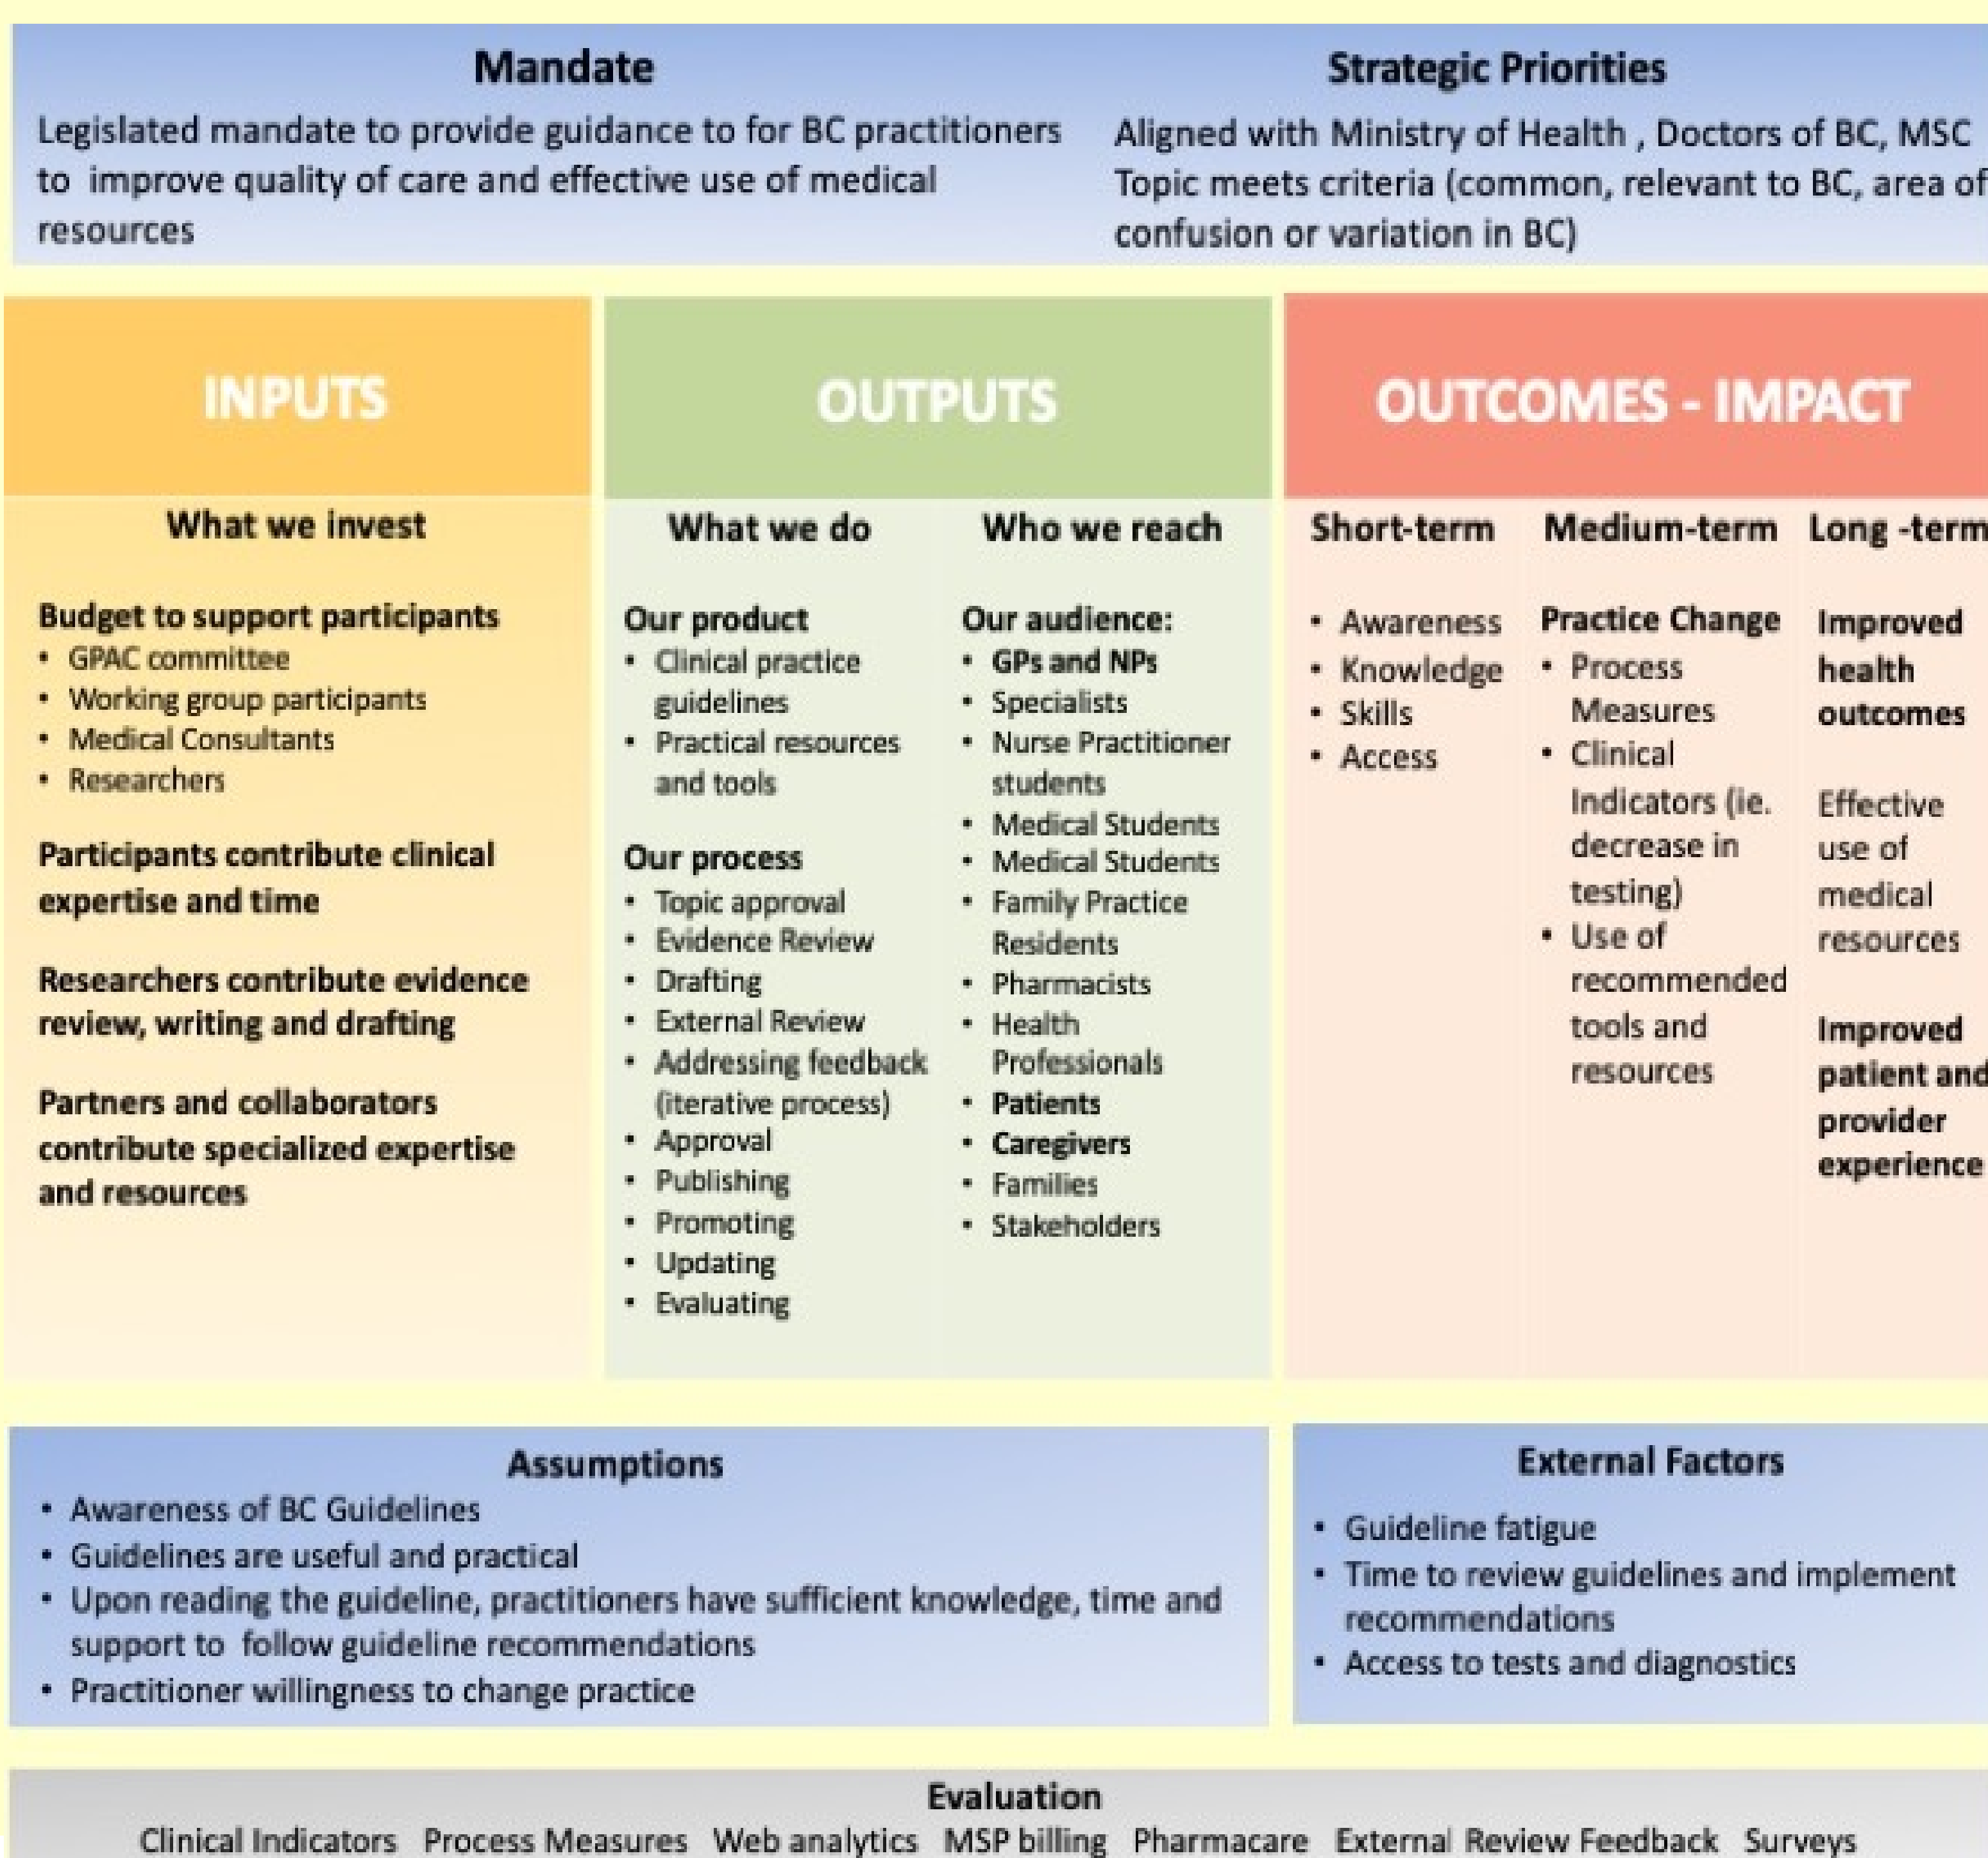 Mandate
Legislated mandate to provide guidance to for BC practitioners
to improve quality of care and effective use of medical
resources
Strategic Priorities
Aligned with Ministry of Health , Doctors of BC, MSC
Topic meets criteria (common, relevant to BC, area of
confusion or variation in BC)
INPUTS
What we invest
Budget to support participants
• GPAC committee
• Working group participants
• Medical Consultants
• Researchers
Participants contribute clinical
expertise and time
Researchers contribute evidence
review, writing and drafting
Partners and collaborators
contribute specialized expertise
and resources
OUTPUTS
What we do
Our product
• Clinical practice
guidelines
• Practical resources
and tools
Our process
• Topic approval
• Evidence Review
• Drafting
• External Review
• Addressing feedback
(iterative process)
• Approval
• Publishing
• Promoting
• Updating
• Evaluating
Who we reach
Our audience:
• GPs and NPs
• Specialists
• Nurse Practitioner
students
• Medical Students
• Medical Students
• Family Practice
Residents
• Pharmacists
• Health
Professionals
• Patients
• Caregivers
• Families
• Stakeholders
OUTCOMES - IMPACT
Short-term
• Awareness
• Knowledge
• Skills
• Access
Medium-term
Practice Change
• Process
Measures
• Clinical
Indicators (ie.
decrease in
testing)
• Use of
recommended
tools and
resources
Long -term
Improved
health
outcomes
Effective
use of
medical
resources
Improved
patient and
provider
experience
Assumptions
• Awareness of BC Guidelines
• Guidelines are useful and practical
• Upon reading the guideline, practitioners have sufficient knowledge, time and
support to follow guideline recommendations
• Practitioner willingness to change practice
External Factors
• Guideline fatigue
• Time to review guidelines and implement
recommendations
• Access to tests and diagnostics
Evaluation
Clinical Indicators Process Measures Web analytics MSP billing Pharmacare External Review Feedback Surveys